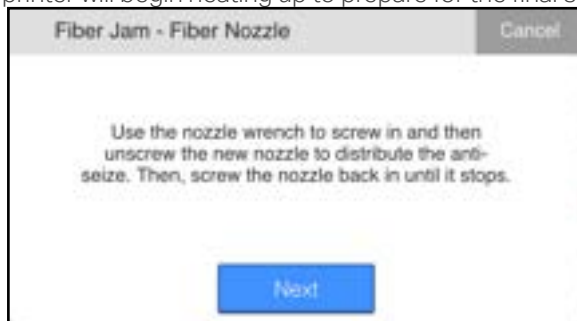 printer will begin heating up to prepare for the final
Fiber Jam - Fiber Nozzle
Cancel
Use the nozzle wrench to screw in and then
unscrew the new nozzle to distribute the anti-
seize. Then, screw the nozzle back in until it stops.
Next